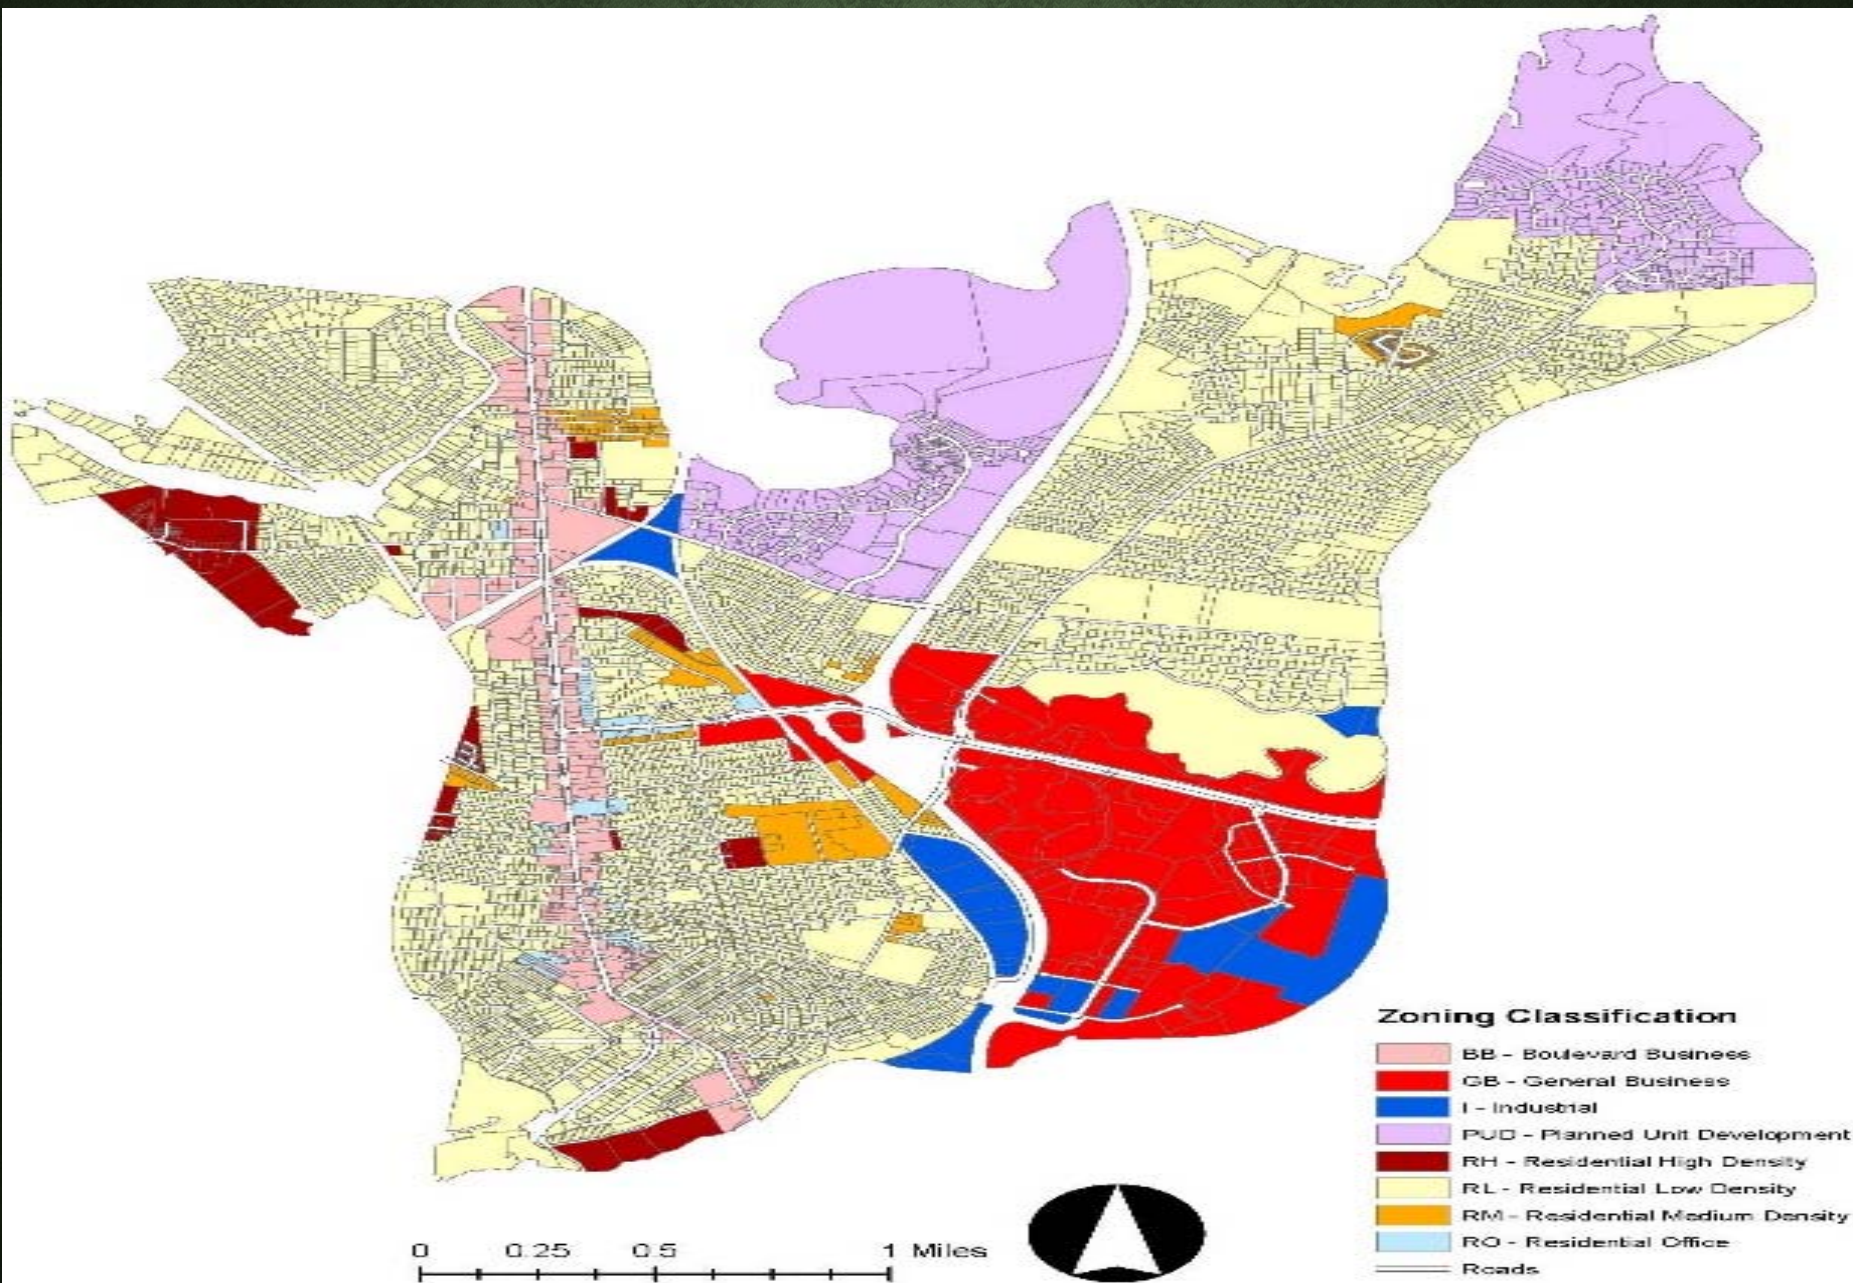 Zoning Classification
BB - Boulevard Business
GB - General Business
I - Industrial
PUD - Planned Unit Development
RH - Residential High Density
RL - Residential Low Density
RM - Residential Medium Density
RO - Residential Office
Roads
0 0.25 0.5 1 Miles